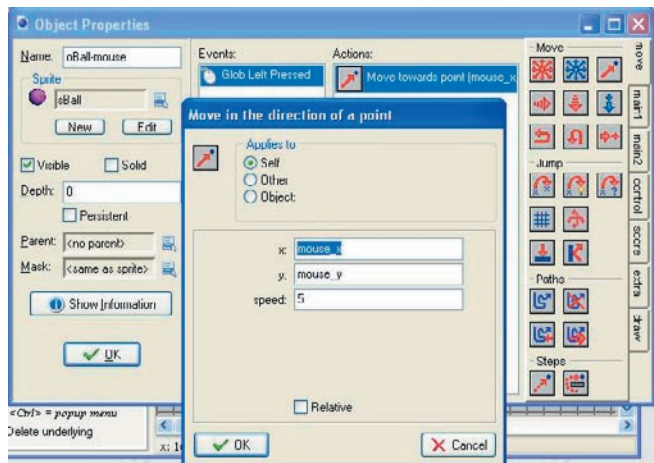 Object Properties
Name: oBall-mouse
Sprite
sBall
New Edit
Visible Solid
Depth: 0
Persistent
Parent: <no parent>
Mask: <same as sprite>
Show Information
OK
Events:
Glob Left Pressed
Actions:
Move towards point (mouse_x
Move in the direction of a point
Applies to
Self
Other
Object:
x: mouse_x
y: mouse_y
speed: 5
Relative
OK Cancel
Move
Jump
Paths
Steps
move
main1
main2
control
score
extra
draw
<Ctrl> = popup menu
Delete underlying